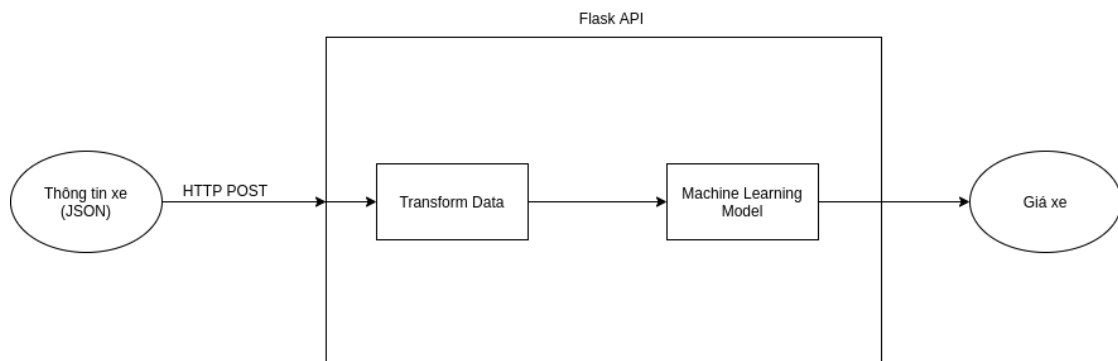 Flask API
Thông tin xe
(JSON)
HTTP POST
Transform Data
Machine Learning
Model
Giá xe